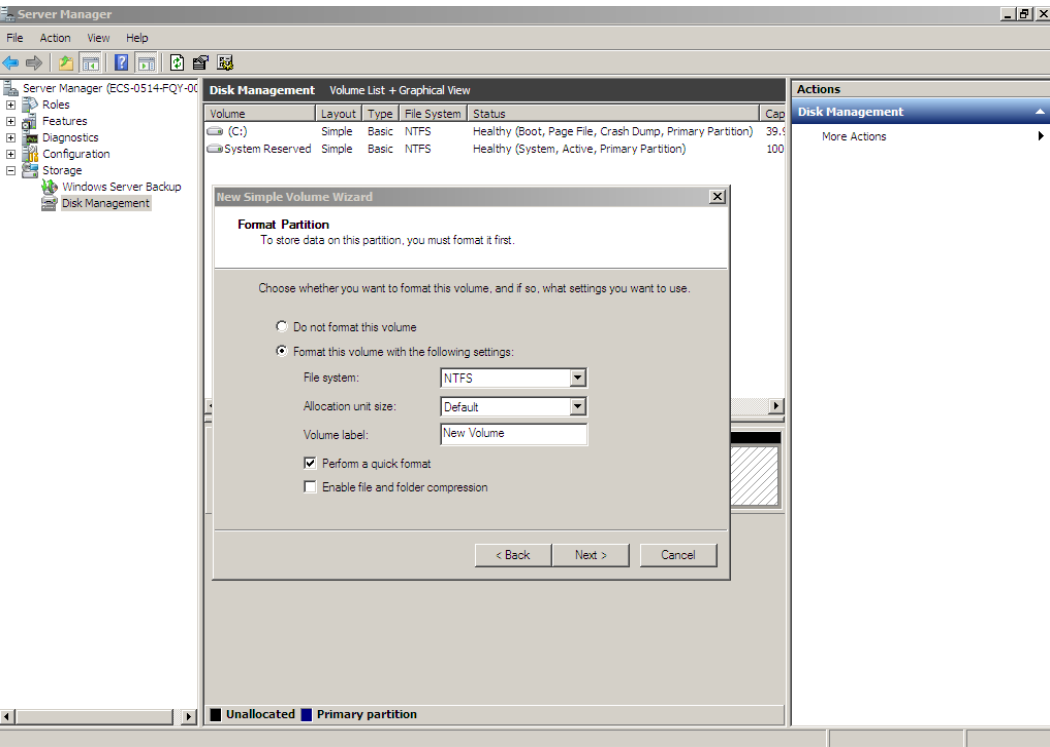 Server Manager
File Action View Help
Server Manager (ECS-0514-FQY-00
Roles
Features
Diagnostics
Configuration
Storage
Windows Server Backup
Disk Management
Disk Management Volume List + Graphical View
Volume Layout Type File System Status Cap
(C:) Simple Basic NTFS Healthy (Boot, Page File, Crash Dump, Primary Partition) 39.9
System Reserved Simple Basic NTFS Healthy (System, Active, Primary Partition) 100
New Simple Volume Wizard
Format Partition
To store data on this partition, you must format it first.
Choose whether you want to format this volume, and if so, what settings you want to use.
Do not format this volume
Format this volume with the following settings:
File system: NTFS
Allocation unit size: Default
Volume label: New Volume
Perform a quick format
Enable file and folder compression
< Back Next > Cancel
Unallocated Primary partition
Actions
Disk Management
More Actions